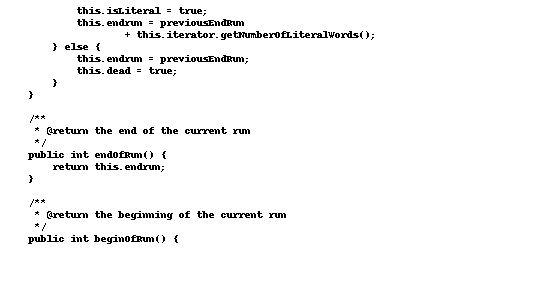 this.isLiteral = true;
this.endrun = previousEndRun
+ this.iterator.getNumberOfLiteralWords();
} else {
this.endrun = previousEndRun;
this.dead = true;
}
}
/**
* @return the end of the current run
*/
public int endOfRun() {
return this.endrun;
}
/**
* @return the beginning of the current run
*/
public int beginOfRun() {